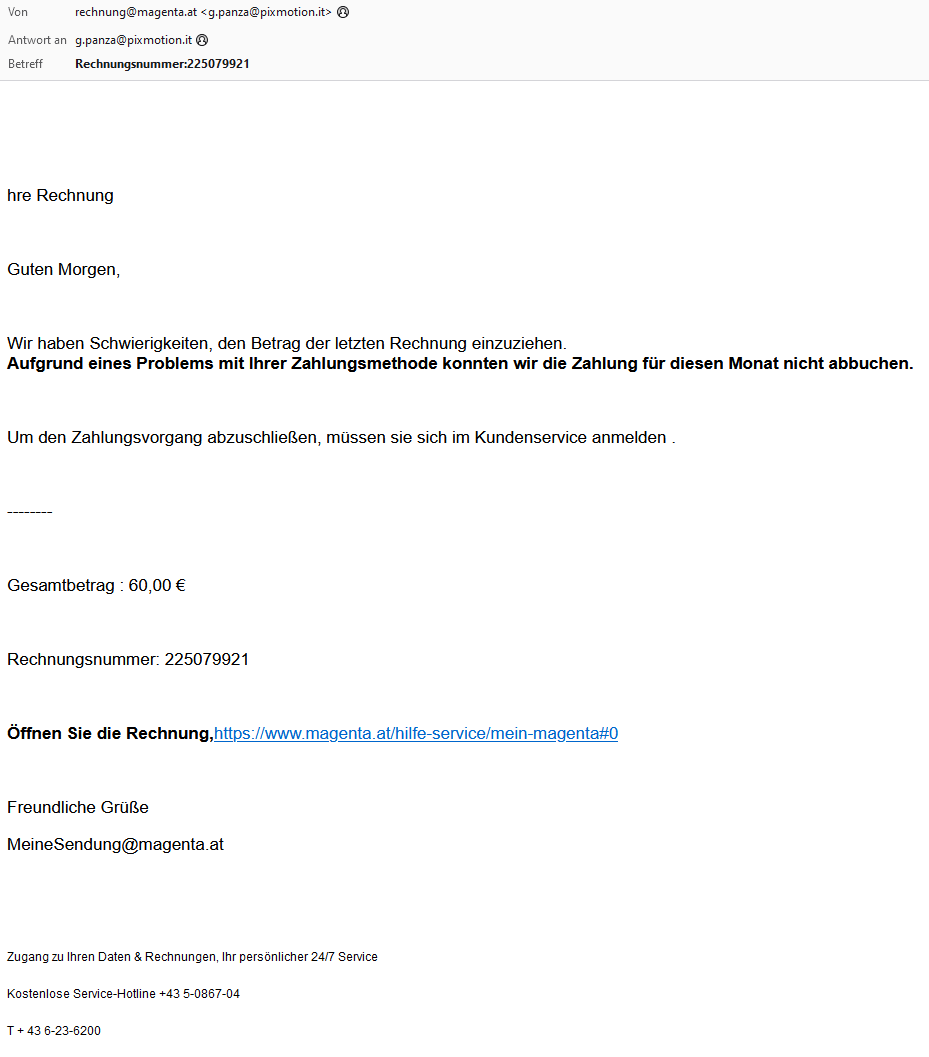 Von rechnung@magenta.at <g.panza@pixmotion.it>
Antwort an g.panza@pixmotion.it
Betreff Rechnungsnummer:225079921
hre Rechnung
Guten Morgen,
Wir haben Schwierigkeiten, den Betrag der letzten Rechnung einzuziehen.
Aufgrund eines Problems mit Ihrer Zahlungsmethode konnten wir die Zahlung für diesen Monat nicht abbuchen.
Um den Zahlungsvorgang abzuschließen, müssen sie sich im Kundenservice anmelden .
--------
Gesamtbetrag : 60,00 €
Rechnungsnummer: 225079921
Öffnen Sie die Rechnung,https://www.magenta.at/hilfe-service/mein-magenta#0
Freundliche Grüße
MeineSendung@magenta.at
Zugang zu Ihren Daten & Rechnungen, Ihr persönlicher 24/7 Service
Kostenlose Service-Hotline +43 5-0867-04
T + 43 6-23-6200